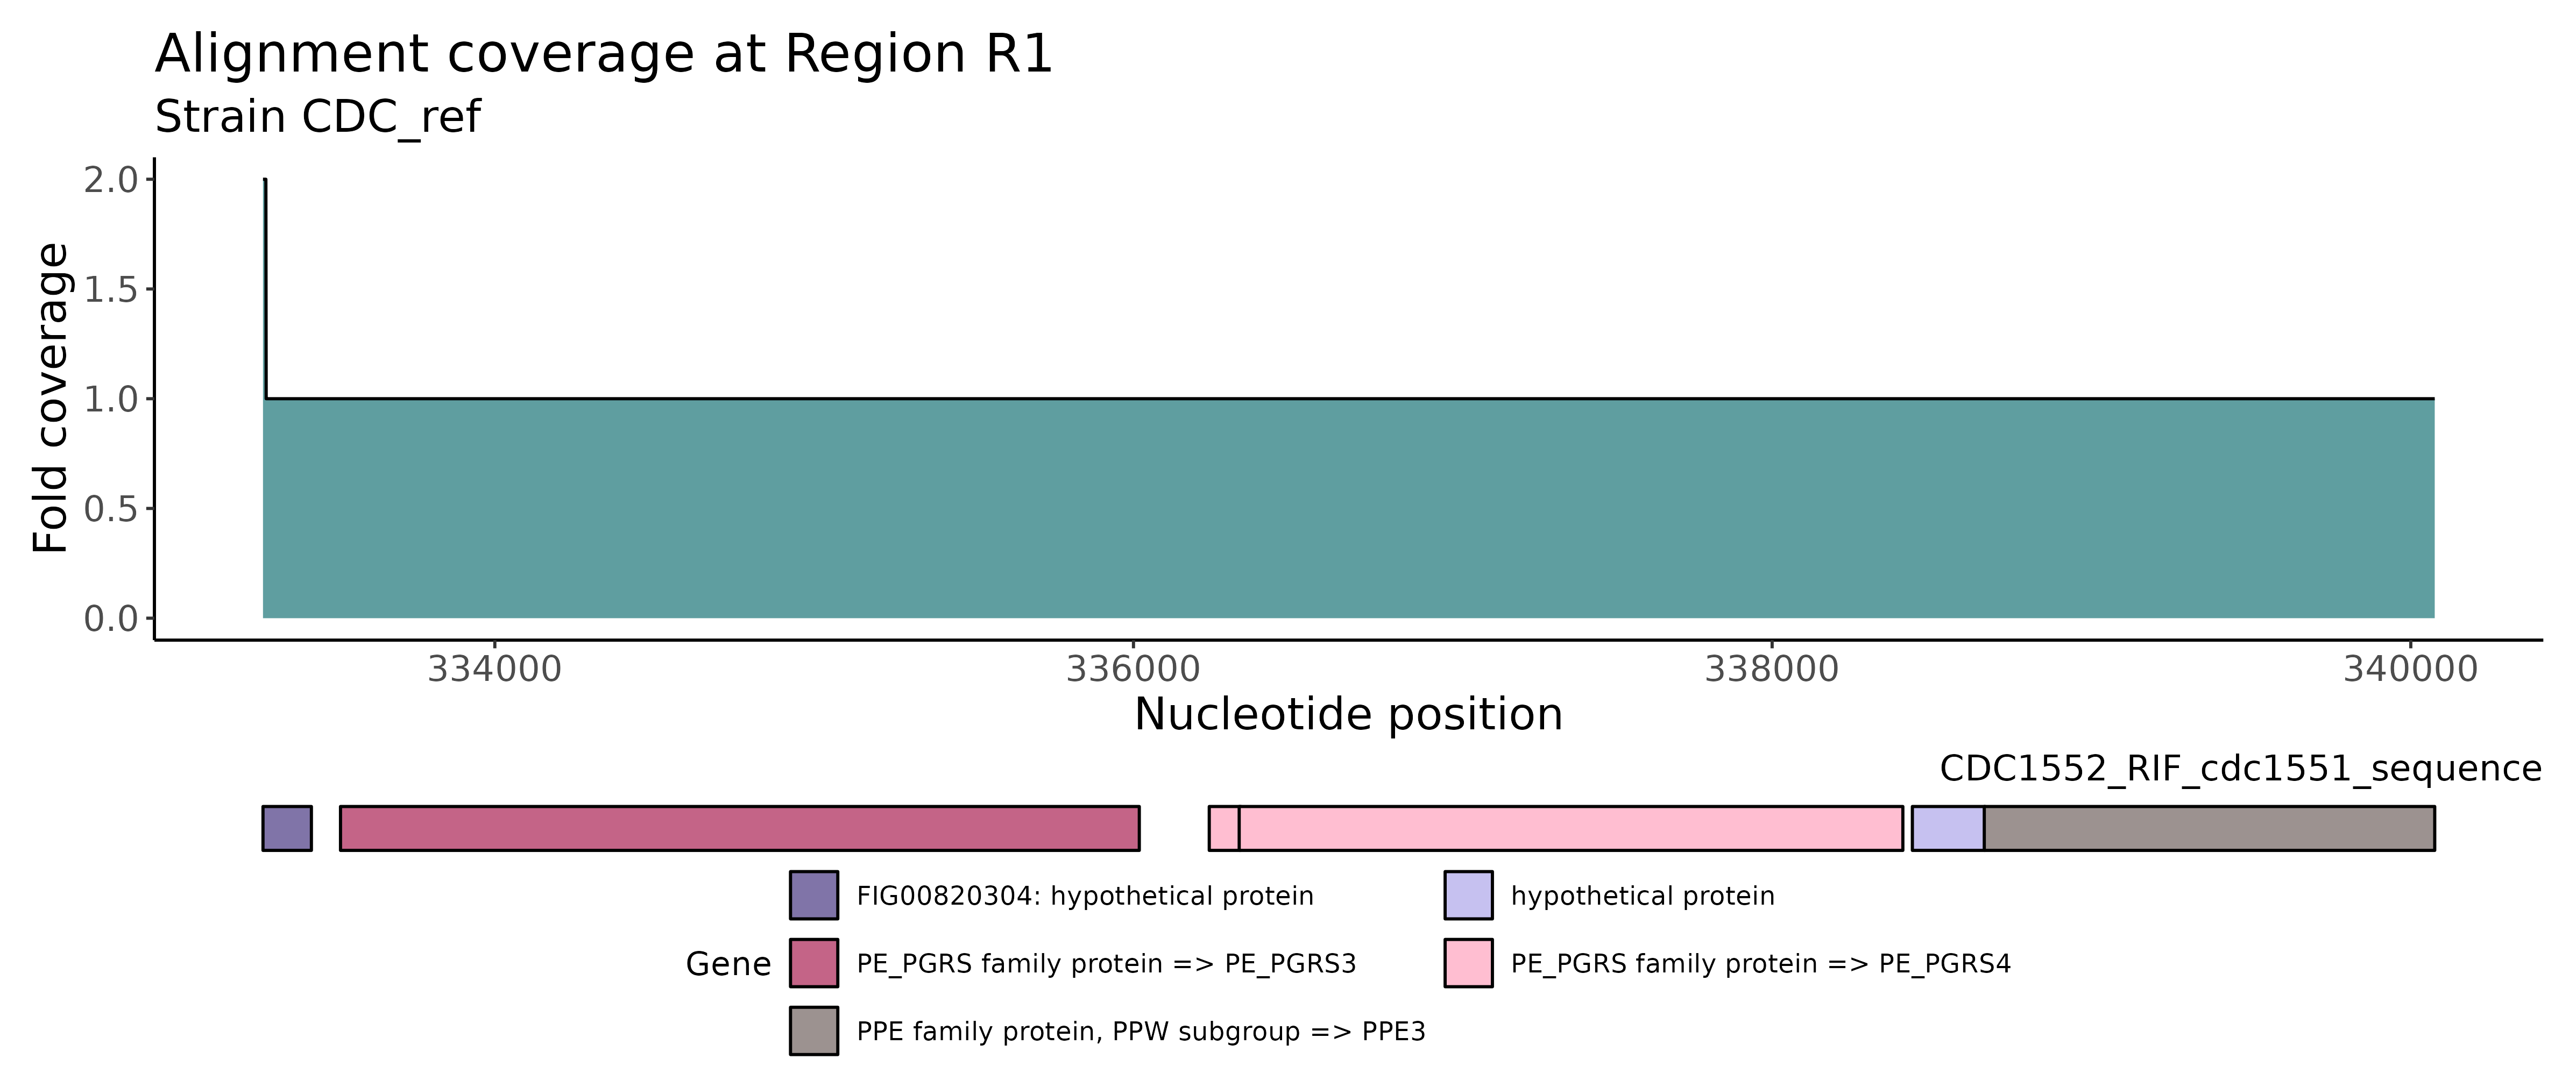 Alignment coverage at Region R1
Strain CDC_ref
Fold coverage
2.0
1.5
1.0
0.5
0.0
334000 336000 338000 340000
Nucleotide position
CDC1552_RIF_cdc1551_sequence
Gene
FIG00820304: hypothetical protein
hypothetical protein
PE_PGRS family protein => PE_PGRS3
PE_PGRS family protein => PE_PGRS4
PPE family protein, PPW subgroup => PPE3